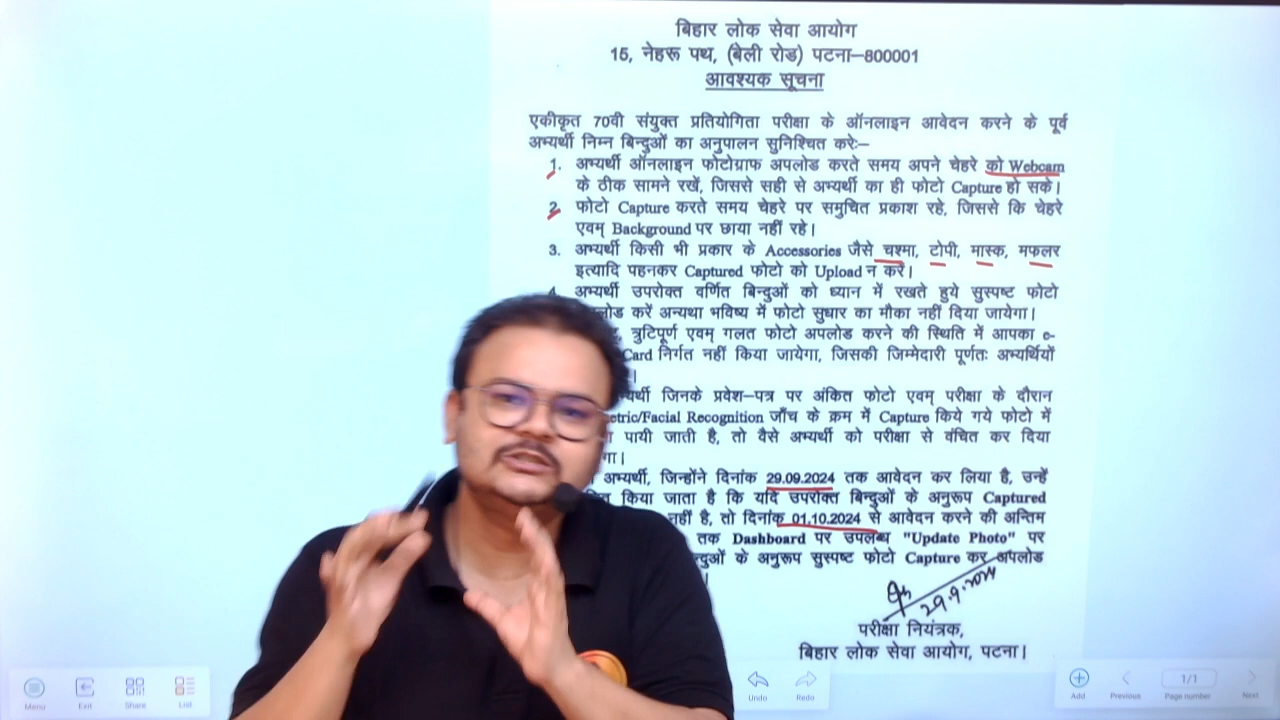 बिहार लोक सेवा आयोग
15, नेहरू पथ, (बेली रोड) पटना–800001
आवश्यक सूचना
एकीकृत 70वी संयुक्त प्रतियोगिता परीक्षा के ऑनलाइन आवेदन करने के पूर्व
अभ्यर्थी निम्न बिन्दुओं का अनुपालन सुनिश्चित करेः–
1. अभ्यर्थी ऑनलाइन फोटोग्राफ अपलोड करते समय अपने चेहरे को Webcam
के ठीक सामने रखें, जिससे सही से अभ्यर्थी का ही फोटो Capture हो सके।
2. फोटो Capture करते समय चेहरे पर समुचित प्रकाश रहे, जिससे कि चेहरे
एवम् Background पर छाया नहीं रहे।
3. अभ्यर्थी किसी भी प्रकार के Accessories जैसे चश्मा, टोपी, मास्क, मफलर
इत्यादि पहनकर Captured फोटो को Upload न करें।
4. अभ्यर्थी उपरोक्त वर्णित बिन्दुओं को ध्यान में रखते हुये सुस्पष्ट फोटो
लोड करें अन्यथा भविष्य में फोटो सुधार का मौका नहीं दिया जायेगा।
त्रुटिपूर्ण एवम् गलत फोटो अपलोड करने की स्थिति में आपका e-
Card निर्गत नहीं किया जायेगा, जिसकी जिम्मेदारी पूर्णतः अभ्यर्थियों
।
र्थी जिनके प्रवेश–पत्र पर अंकित फोटो एवम् परीक्षा के दौरान
etric/Facial Recognition जाँच के क्रम में Capture किये गये फोटो में
पायी जाती है, तो वैसे अभ्यर्थी को परीक्षा से वंचित कर दिया
गा।
अभ्यर्थी, जिन्होंने दिनांक 29.09.2024 तक आवेदन कर लिया है, उन्हें
किया जाता है कि यदि उपरोक्त बिन्दुओं के अनुरूप Captured
नहीं है, तो दिनांक 01.10.2024 से आवेदन करने की अन्तिम
तक Dashboard पर उपलब्ध "Update Photo" पर
न्दुओं के अनुरूप सुस्पष्ट फोटो Capture कर अपलोड
।
29.9.2024
परीक्षा नियंत्रक,
बिहार लोक सेवा आयोग, पटना।
Menu Exit Share List Undo Redo Add Previous 1/1 Page number Next